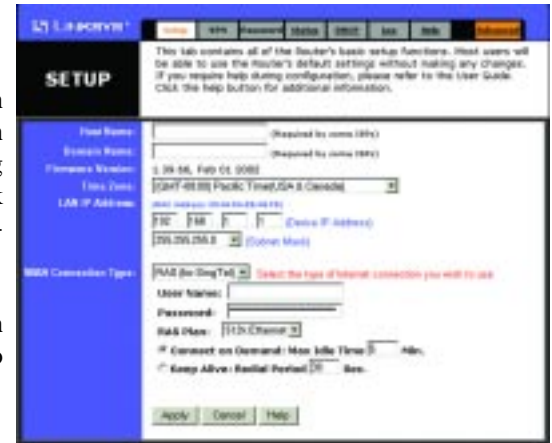 LINKSYS®
Setup VPN Password Status DHCP Log Help Advanced
SETUP
This tab contains all of the Router's basic setup functions. Most users will
be able to use the Router's default settings without making any changes.
If you require help during configuration, please refer to the User Guide.
Click the help button for additional information.
Host Name: (Required by some ISPs)
Domain Name: (Required by some ISPs)
Firmware Version: Feb 01 2002
Time Zone: (GMT-08:00) Pacific Time (USA & Canada)
LAN IP Address:
192 168 1 1 (Device IP Address)
255.255.255.0 (Subnet Mask)
WAN Connection Type: RAS (for SingTel) Select the type of Internet connection you wish to use
User Name:
Password:
RAS Plan: 512k Ethernet
Connect on Demand: Max Idle Time 5 Min.
Keep Alive: Redial Period Sec.
Apply Cancel Help